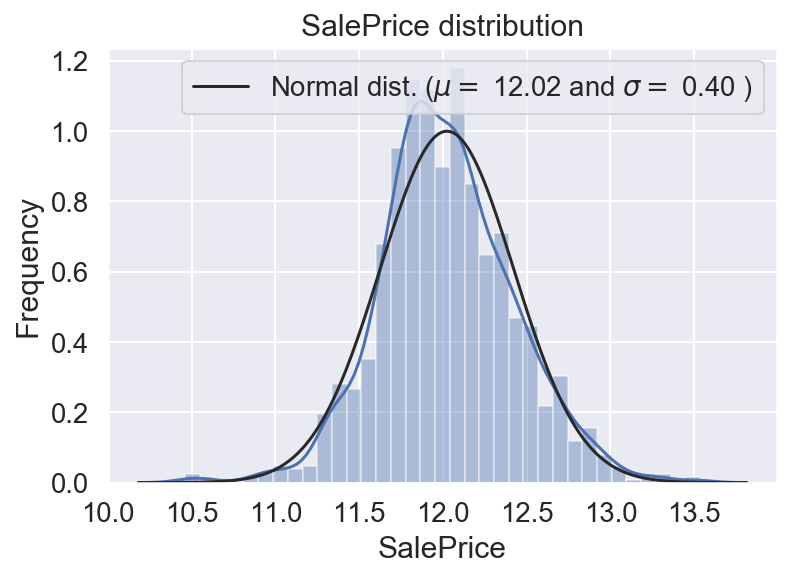 SalePrice distribution
Normal dist. (μ = 12.02 and σ = 0.40 )
1.2
1.0
0.8
0.6
0.4
0.2
0.0
Frequency
10.0 10.5 11.0 11.5 12.0 12.5 13.0 13.5
SalePrice